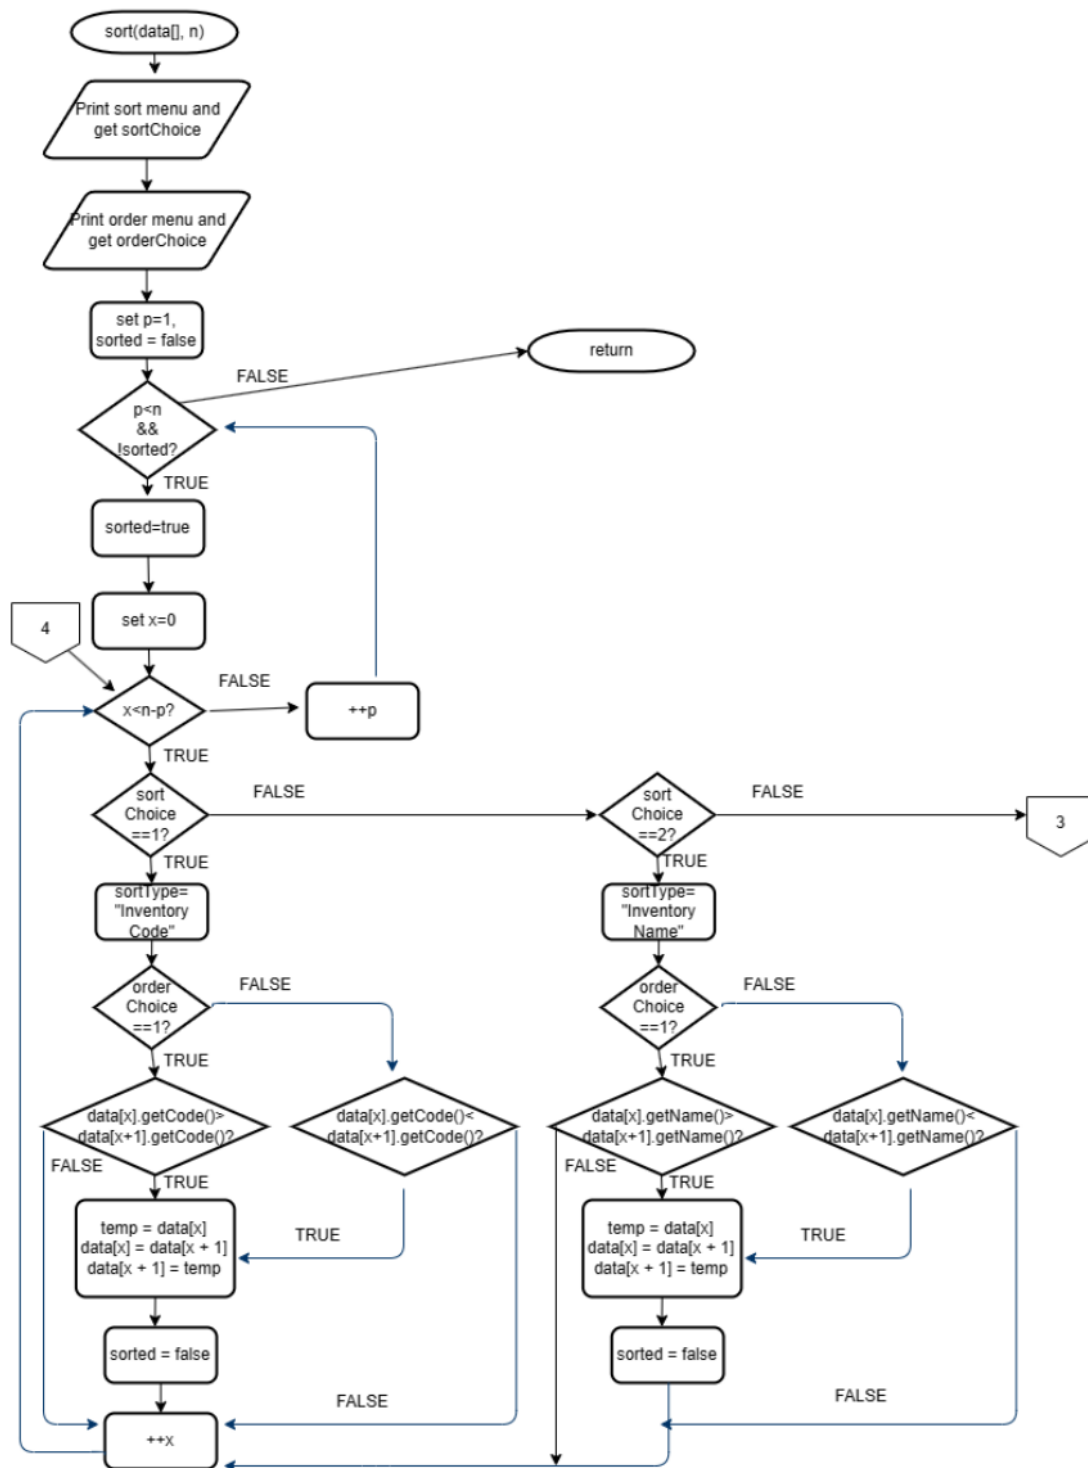 sort(data[], n)
Print sort menu and
get sortChoice
Print order menu and
get orderChoice
set p=1,
sorted = false
return
FALSE
p<n
&&
!sorted?
TRUE
sorted=true
set x=0
4
x<n-p?
FALSE
++p
TRUE
sort
Choice
==1?
FALSE
sort
Choice
==2?
FALSE
3
TRUE
sortType=
"Inventory
Code"
TRUE
sortType=
"Inventory
Name"
order
Choice
==1?
FALSE
order
Choice
==1?
FALSE
TRUE
TRUE
data[x].getCode()>
data[x+1].getCode()?
data[x].getCode()<
data[x+1].getCode()?
data[x].getName()>
data[x+1].getName()?
data[x].getName()<
data[x+1].getName()?
FALSE
TRUE
FALSE
TRUE
temp = data[x]
data[x] = data[x + 1]
data[x + 1] = temp
TRUE
temp = data[x]
data[x] = data[x + 1]
data[x + 1] = temp
TRUE
sorted = false
sorted = false
FALSE
FALSE
++x